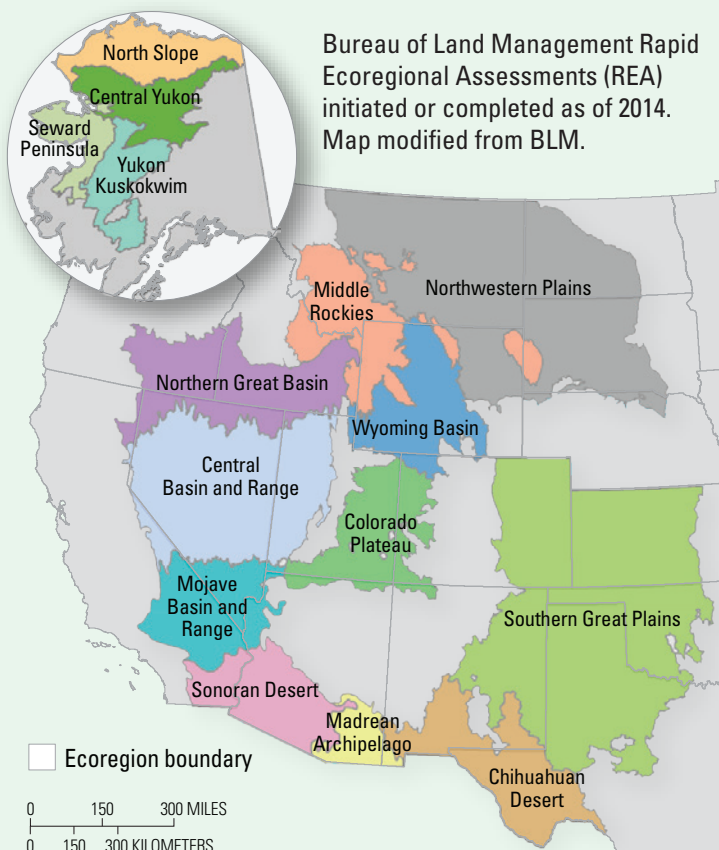 Bureau of Land Management Rapid
Ecoregional Assessments (REA)
initiated or completed as of 2014.
Map modified from BLM.
North Slope
Central Yukon
Seward
Peninsula
Yukon
Kuskokwim
Middle
Rockies
Northwestern Plains
Northern Great Basin
Wyoming Basin
Central
Basin and Range
Colorado
Plateau
Mojave
Basin and
Range
Southern Great Plains
Sonoran Desert
Madrean
Archipelago
Chihuahuan
Desert
Ecoregion boundary
0 150 300 MILES
0 150 300 KILOMETERS